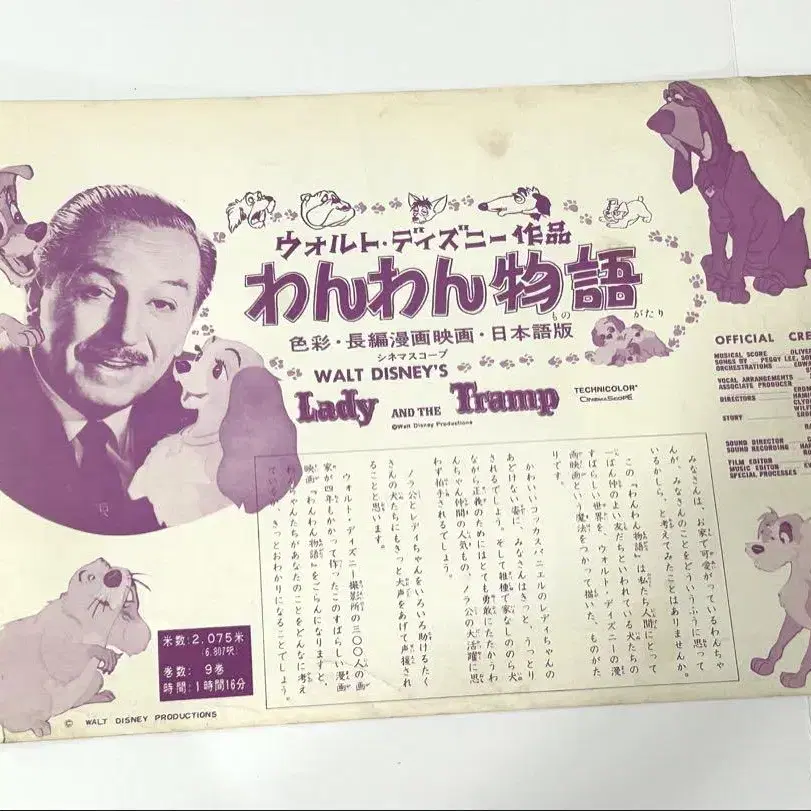 ウォルト・ディズニー作品
わんわん物語
もの がたり
色彩・長編漫画映画・日本語版
シネマスコープ
WALT DISNEY'S
Lady AND THE Tramp
TECHNICOLOR®
CINEMASCOPE
©Walt Disney Productions
OFFICIAL CRE
MUSICAL SCORE OLIVER
SONGS BY PEGGY LEE, SON
ORCHESTRATIONS EDWA
VOCAL ARRANGEMENTS
ASSOCIATE PRODUCER ERDM
DIRECTORS HAMI
CLYD
WIL
STORY ERDM
SOUND DIRECTOR
SOUND RECORDING HAR
FILM EDITOR
MUSIC EDITOR
SPECIAL PROCESSES
みなさんは、お家で可愛がっているわんちゃ
んが、みなさんのことをどういうふうに思って
いるかしら、と考えてみたことはありませんか。
この『わんわん物語』は私たち人間にとって
一ばん仲のよい友だちといわれている犬たちの
すばらしい世界を、ウォルト・ディズニーの漫
画映画という魔法をつかって描いた、ものがた
りです。
かわいいコッカスパニエルのレディちゃんの
あどけない姿に、みなさんはきっと、うっとり
されるでしょう。そして雑種で家なしののら犬
ながら正義のためにはとても勇敢にたたかうわ
んちゃん仲間の人気もの、ノラ公の大活躍に思
わず拍手されるでしょう。
ノラ公とレディちゃんをいろいろ助けるたく
さんの犬たちにもきっと大声をあげて声援され
ることと思います。
ウォルト・ディズニー撮影所の三〇〇人の画
家が四年もかかって作ったこのすばらしい漫画
映画『わんわん物語』をごらんになりますと、
わんちゃんたちがあなたのことをどんなに考え
ているか、きっとおわかりになることでしょう。
米数:2,075米
(6,807呎)
巻数: 9巻
時間:1時間16分
© WALT DISNEY PRODUCTIONS